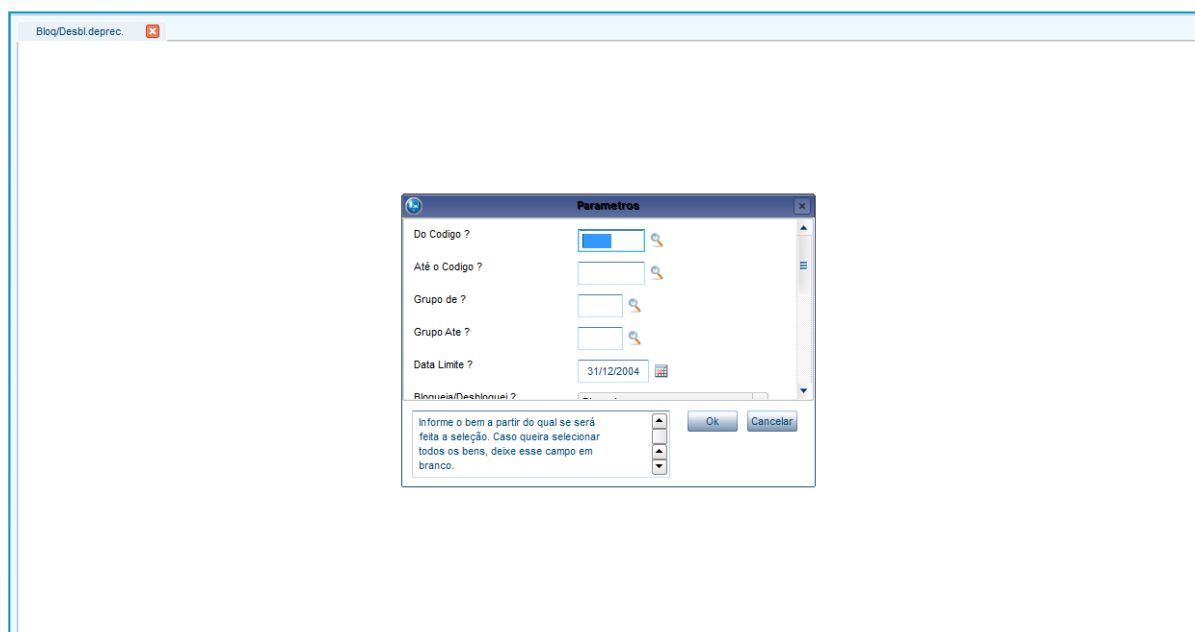 Bloq/Desbl.deprec.
Parametros
Do Codigo ?
Até o Codigo ?
Grupo de ?
Grupo Ate ?
Data Limite ?
31/12/2004
Bloqueia/Desbloquei ?
Informe o bem a partir do qual se será
feita a seleção. Caso queira selecionar
todos os bens, deixe esse campo em
branco.
Ok
Cancelar